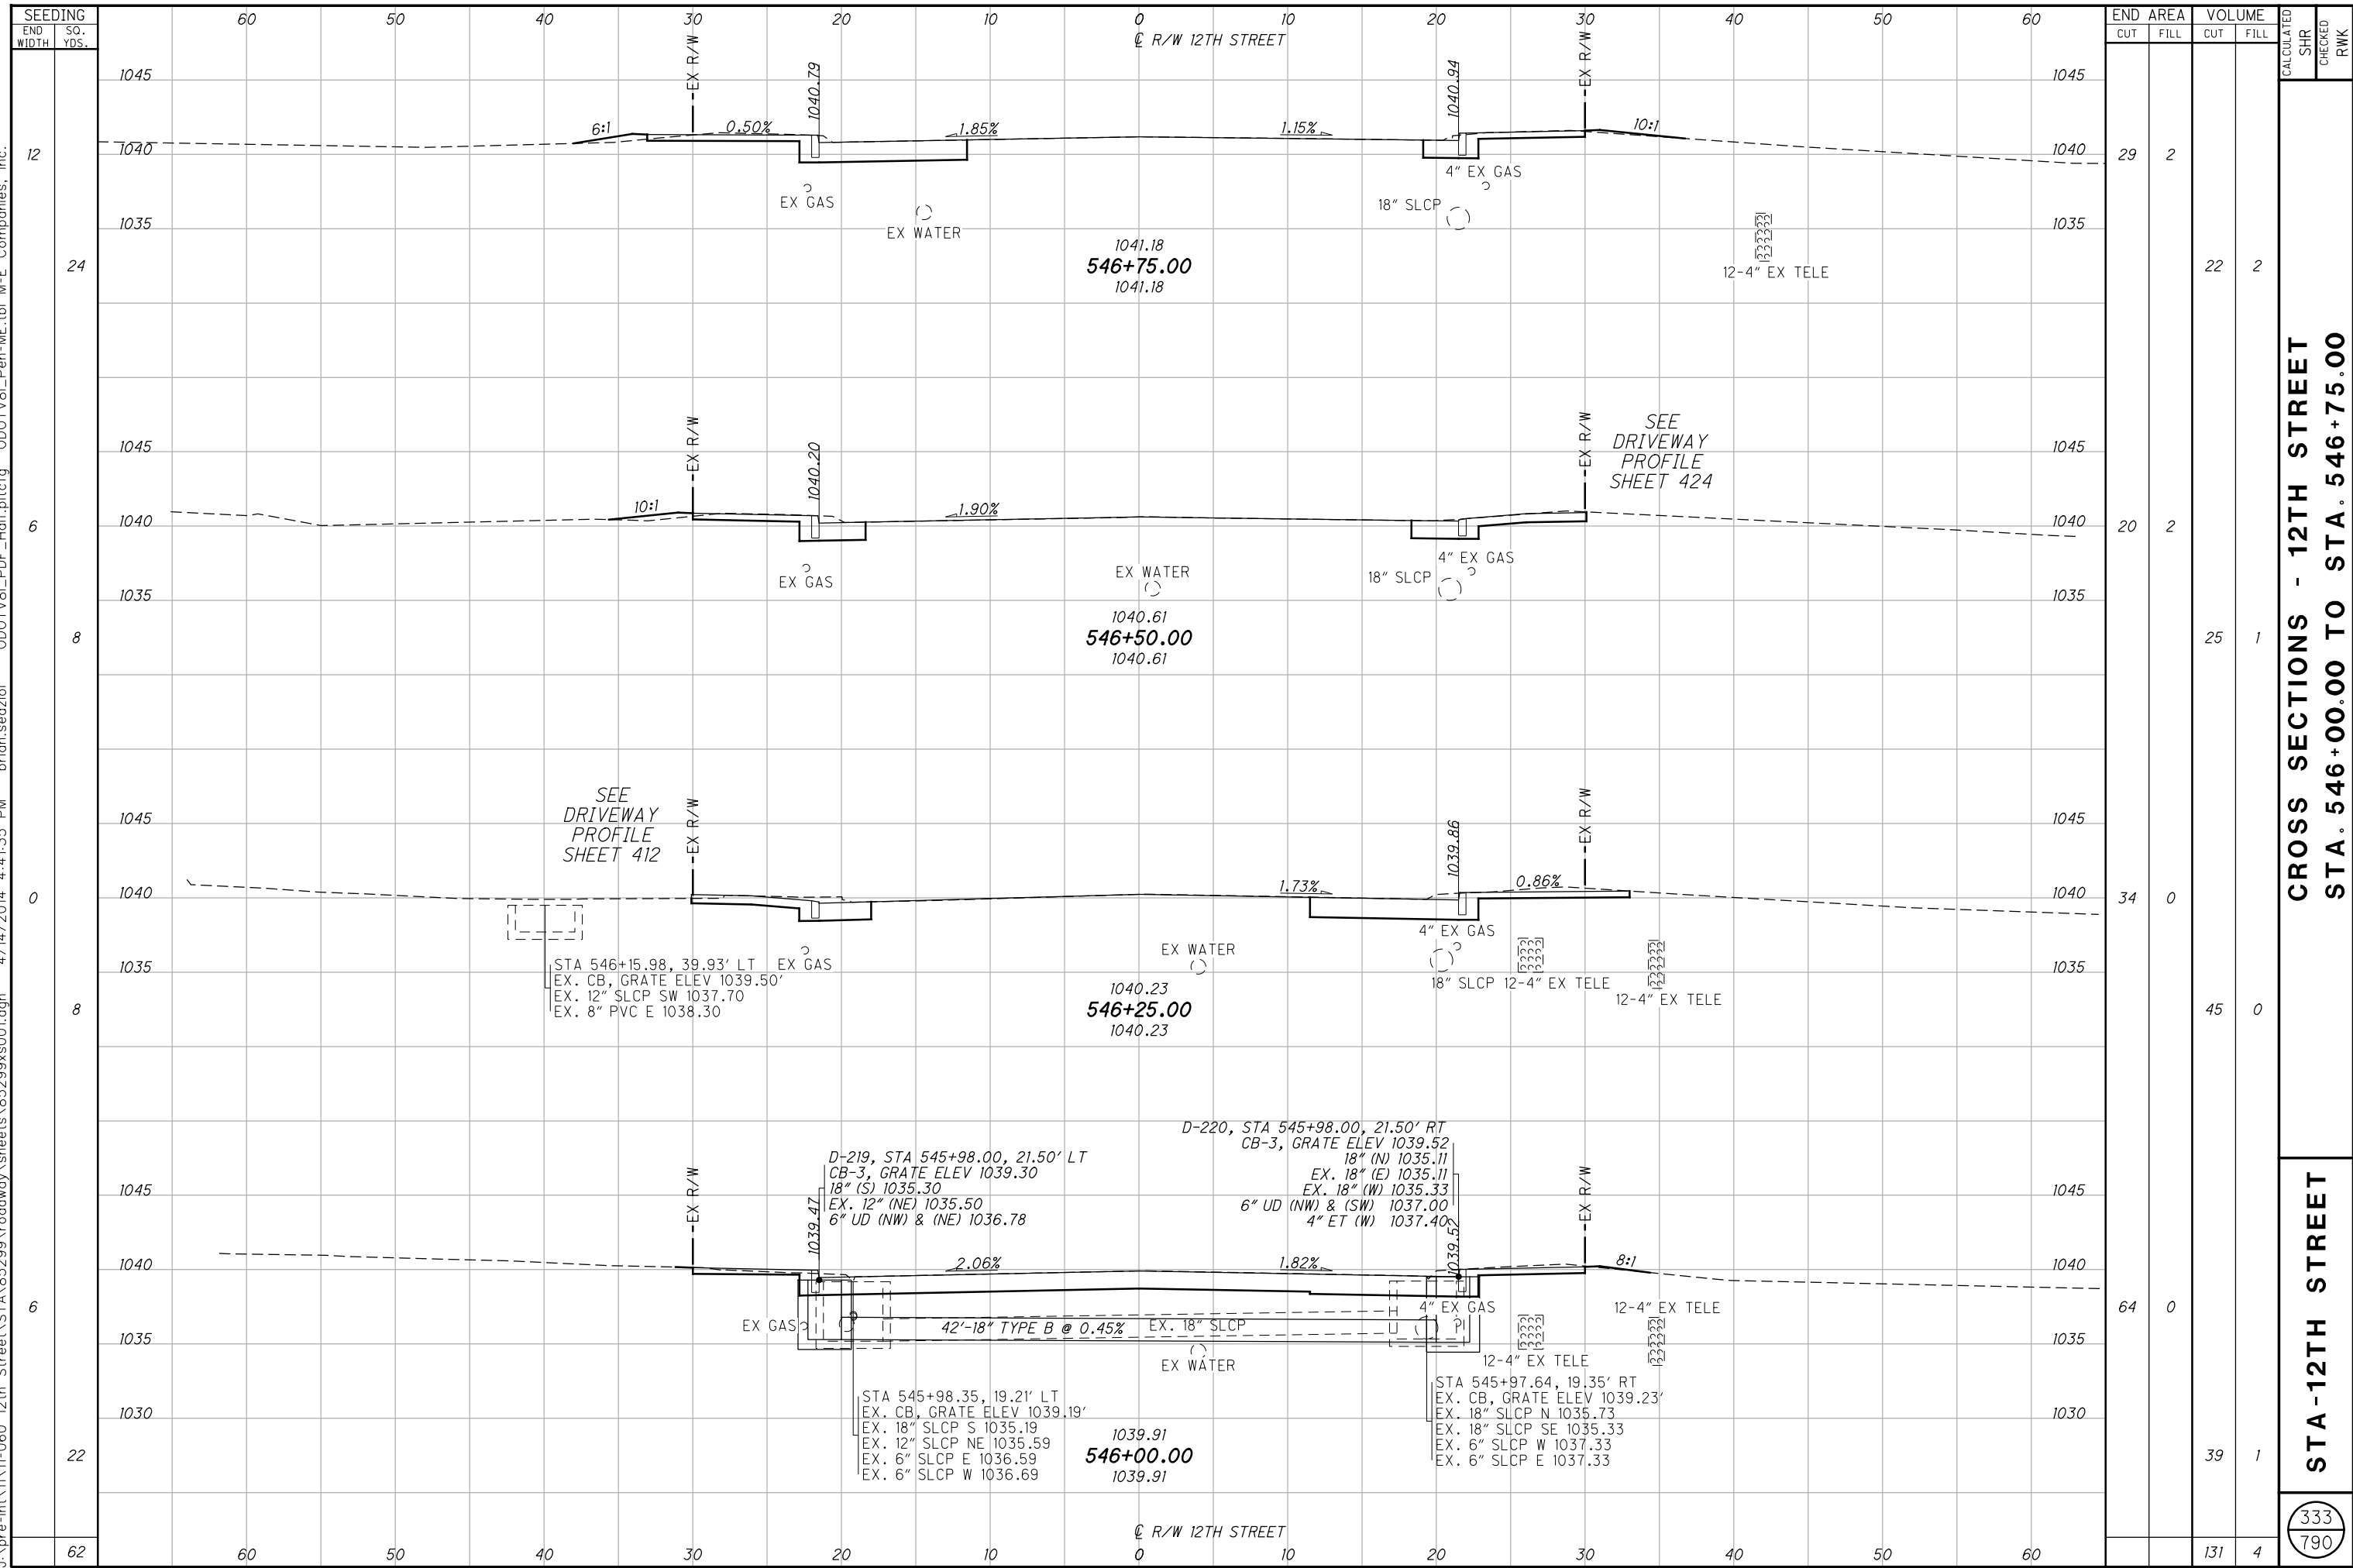 SEEDING
END WIDTH
SQ. YDS.
60 50 40 30 20 10 0 10 20 30 40 50 60
℄ R/W 12TH STREET
END AREA
VOLUME
CUT FILL CUT FILL
CALCULATED
SHR
CHECKED
RWK
EX R/W
1040.79
1040.94
EX R/W
1045
1045
6:1
0.50%
1.85%
1.15%
10:1
12
1040
1040
29 2
EX GAS
EX WATER
4" EX GAS
18" SLCP
12-4" EX TELE
1035
1035
1041.18
546+75.00
1041.18
24
22 2
EX R/W
1040.20
EX R/W
SEE
DRIVEWAY
PROFILE
SHEET 424
1045
1045
10:1
1.90%
6
1040
1040
20 2
EX GAS
EX WATER
4" EX GAS
18" SLCP
1035
1035
1040.61
546+50.00
1040.61
8
25 1
SEE
DRIVEWAY
PROFILE
SHEET 412
EX R/W
1039.86
EX R/W
1045
1045
1.73%
0.86%
0
1040
1040
34 0
STA 546+15.98, 39.93' LT
EX. CB, GRATE ELEV 1039.50'
EX. 12" SLCP SW 1037.70
EX. 8" PVC E 1038.30
EX GAS
EX WATER
4" EX GAS
18" SLCP
12-4" EX TELE
12-4" EX TELE
1035
1035
1040.23
546+25.00
1040.23
8
45 0
D-219, STA 545+98.00, 21.50' LT
CB-3, GRATE ELEV 1039.30
18" (S) 1035.30
EX. 12" (NE) 1035.50
6" UD (NW) & (NE) 1036.78
D-220, STA 545+98.00, 21.50' RT
CB-3, GRATE ELEV 1039.52
18" (N) 1035.11
EX. 18" (E) 1035.11
EX. 18" (W) 1035.33
6" UD (NW) & (SW) 1037.00
4" ET (W) 1037.40
EX R/W
1039.47
1039.52
EX R/W
1045
1045
2.06%
1.82%
8:1
1040
1040
6
64 0
EX GAS
42'-18" TYPE B @ 0.45%
EX. 18" SLCP
4" EX GAS
PI
12-4" EX TELE
12-4" EX TELE
EX WATER
1035
1035
STA 545+98.35, 19.21' LT
EX. CB, GRATE ELEV 1039.19'
EX. 18" SLCP S 1035.19
EX. 12" SLCP NE 1035.59
EX. 6" SLCP E 1036.59
EX. 6" SLCP W 1036.69
STA 545+97.64, 19.35' RT
EX. CB, GRATE ELEV 1039.23'
EX. 18" SLCP N 1035.73
EX. 18" SLCP SE 1035.33
EX. 6" SLCP W 1037.33
EX. 6" SLCP E 1037.33
1030
1030
1039.91
546+00.00
1039.91
22
39 1
℄ R/W 12TH STREET
62
60 50 40 30 20 10 0 10 20 30 40 50 60
131 4
CROSS SECTIONS - 12TH STREET
STA. 546+00.00 TO STA. 546+75.00
STA-12TH STREET
333
790